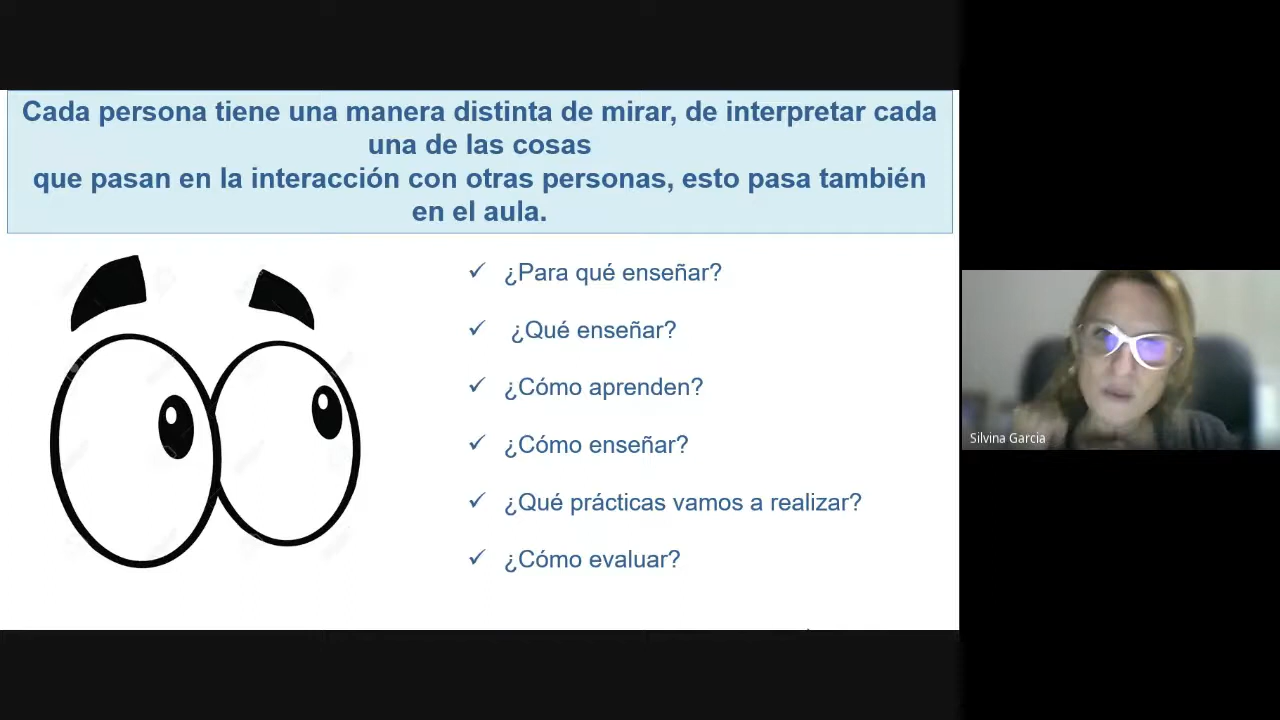 Cada persona tiene una manera distinta de mirar, de interpretar cada
una de las cosas
que pasan en la interacción con otras personas, esto pasa también
en el aula.
✓ ¿Para qué enseñar?
✓ ¿Qué enseñar?
✓ ¿Cómo aprenden?
✓ ¿Cómo enseñar?
✓ ¿Qué prácticas vamos a realizar?
✓ ¿Cómo evaluar?
Silvina Garcia